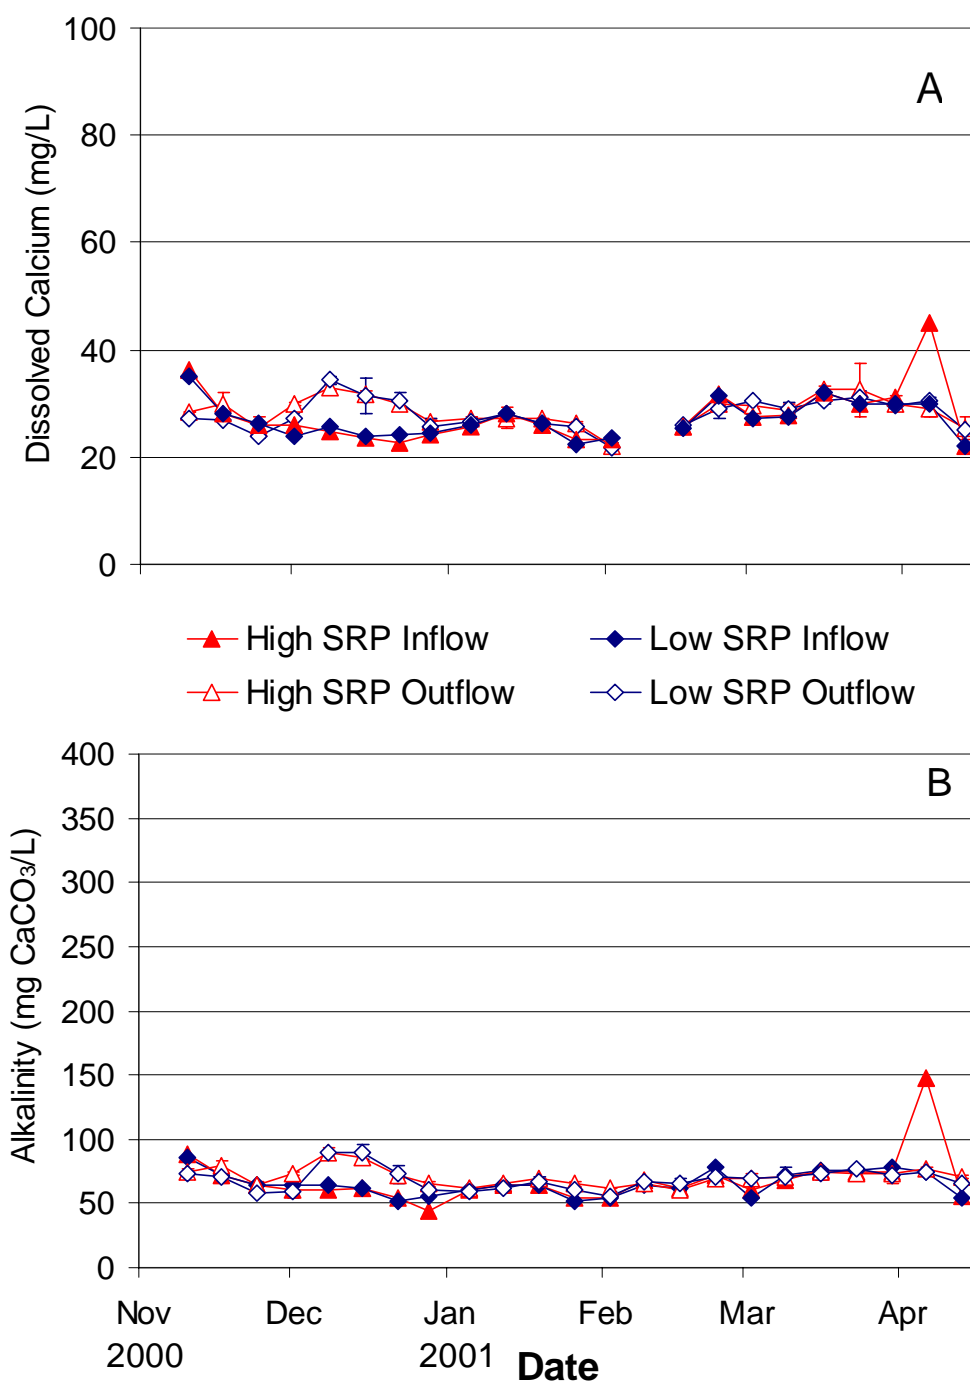 100
A
80
60
40
20
0
Dissolved Calcium (mg/L)
High SRP Inflow
Low SRP Inflow
High SRP Outflow
Low SRP Outflow
400
B
350
300
250
200
150
100
50
0
Alkalinity (mg CaCO₃/L)
Nov Dec Jan Feb Mar Apr
2000 2001
Date